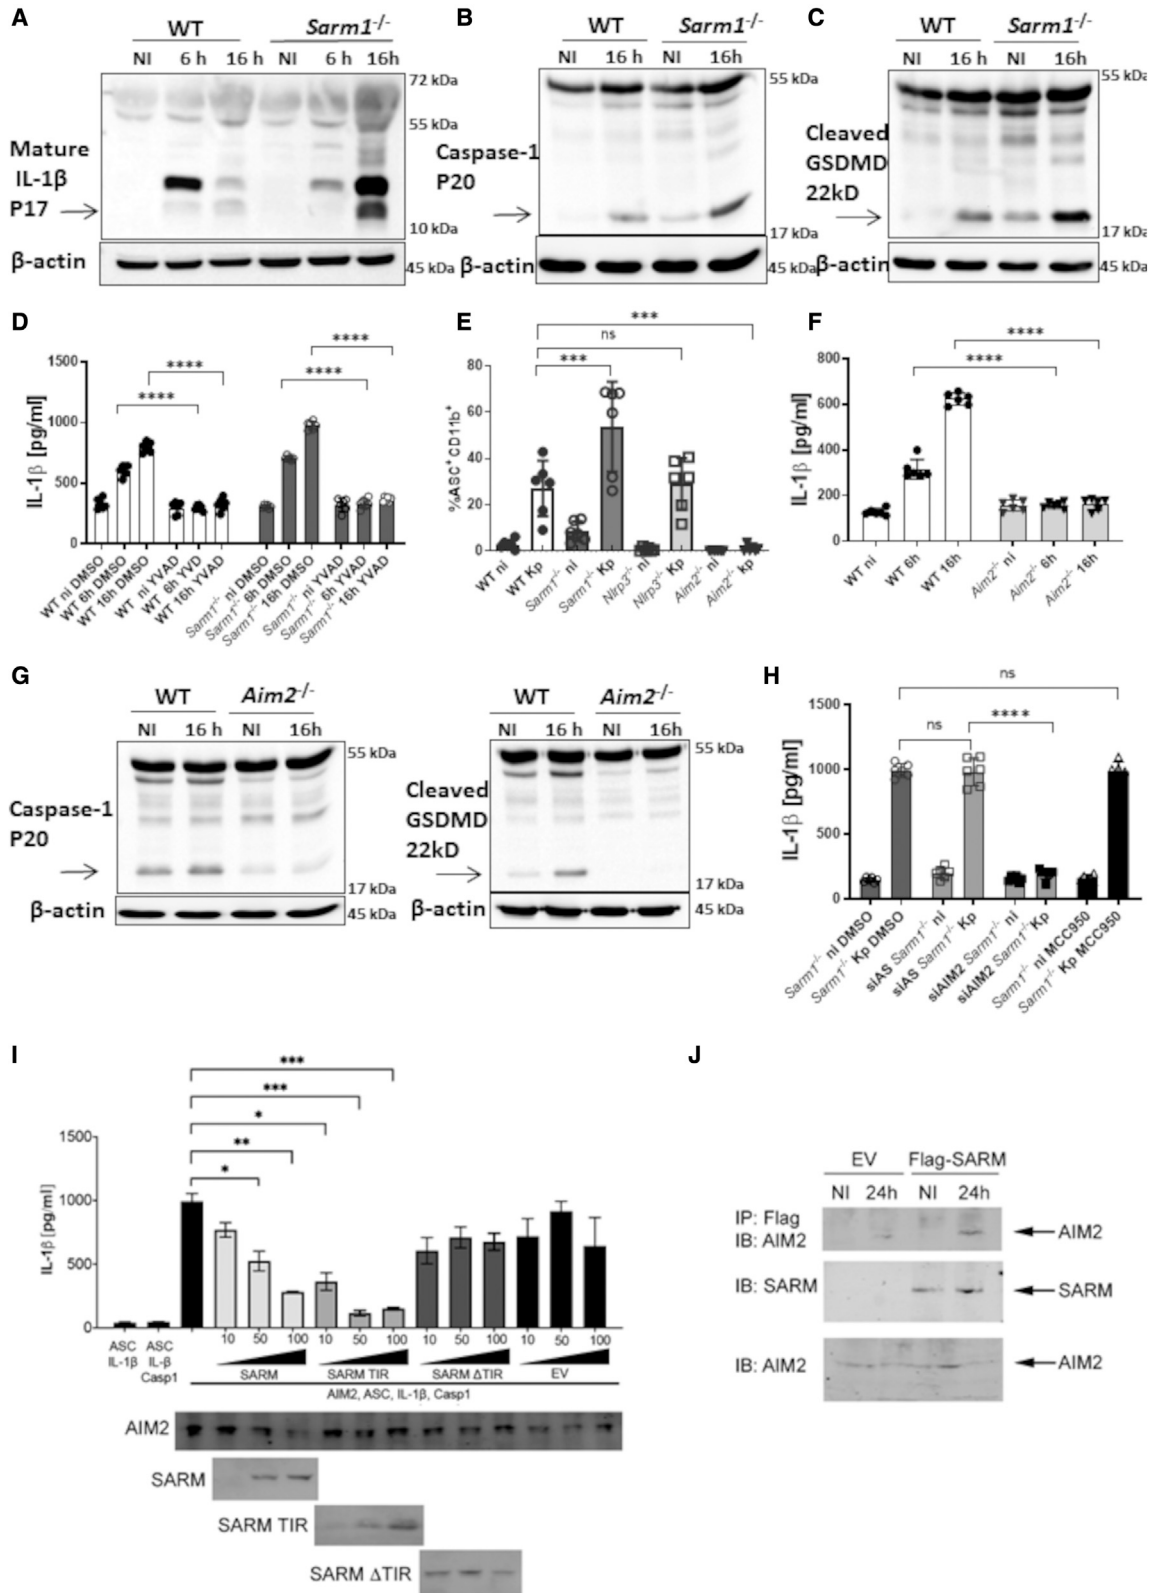 A
WT
Sarm1-/-
NI 6 h 16 h NI 6 h 16h
72 kDa
55 kDa
Mature
IL-1β
P17
10 kDa
β-actin
45 kDa
B
WT
Sarm1-/-
NI 16 h NI 16h
55 kDa
Caspase-1
P20
17 kDa
β-actin
45 kDa
C
WT
Sarm1-/-
NI 16 h NI 16h
55 kDa
Cleaved
GSDMD
22kD
17 kDa
β-actin
45 kDa
D
****
****
****
****
1500
1000
500
0
IL-1β [pg/ml]
WT ni DMSO
WT 6h DMSO
WT 16h DMSO
WT ni YVAD
WT 6h YVD
WT 16h YVAD
Sarm1-/- ni DMSO
Sarm1-/- 6h DMSO
Sarm1-/- 16h DMSO
Sarm1-/- ni YVAD
Sarm1-/- 6h YVAD
Sarm1-/- 16h YVAD
E
***
ns
***
80
60
40
20
0
%ASC+CD11b+
WT ni
WT Kp
Sarm1-/- ni
Sarm1-/- Kp
Nlrp3-/- ni
Nlrp3-/- Kp
Aim2-/- ni
Aim2-/- kp
F
****
****
800
600
400
200
0
IL-1β [pg/ml]
WT ni
WT 6h
WT 16h
Aim2-/- ni
Aim2-/- 6h
Aim2-/- 16h
G
WT
Aim2-/-
NI 16 h NI 16h
55 kDa
Caspase-1
P20
17 kDa
β-actin
45 kDa
WT
Aim2-/-
NI 16 h NI 16h
55 kDa
Cleaved
GSDMD
22kD
17 kDa
β-actin
45 kDa
H
ns
ns
****
1500
1000
500
0
IL-1β [pg/ml]
Sarm1-/- ni DMSO
Sarm1-/- Kp DMSO
siAS Sarm1-/- ni
siAS Sarm1-/- Kp
siAIM2 Sarm1-/- ni
siAIM2 Sarm1-/- Kp
Sarm1-/- ni MCC950
Sarm1-/- Kp MCC950
I
***
***
*
**
*
1500
1000
500
0
IL-1β [pg/ml]
ASC
IL-1β
ASC
IL-β
Casp1
10 50 100 10 50 100 10 50 100 10 50 100
SARM SARM TIR SARM ΔTIR EV
AIM2, ASC, IL-1β, Casp1
AIM2
SARM
SARM TIR
SARM ΔTIR
J
EV Flag-SARM
NI 24h NI 24h
IP: Flag
IB: AIM2
AIM2
IB: SARM
SARM
IB: AIM2
AIM2